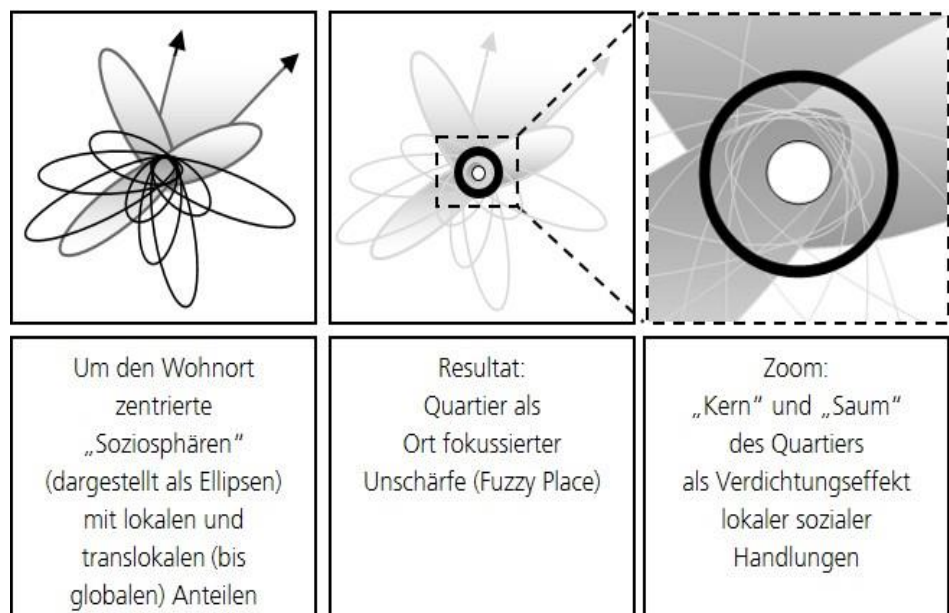 Um den Wohnort
zentrierte
„Soziosphären“
(dargestellt als Ellipsen)
mit lokalen und
translokalen (bis
globalen) Anteilen
Resultat:
Quartier als
Ort fokussierter
Unschärfe (Fuzzy Place)
Zoom:
„Kern“ und „Saum“
des Quartiers
als Verdichtungseffekt
lokaler sozialer
Handlungen